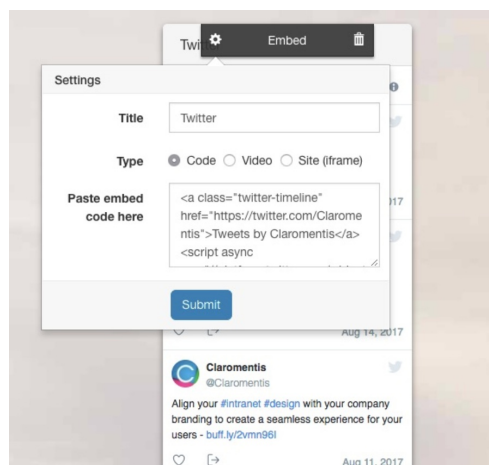 Twi
Embed
Settings
Title
Twitter
Type
Code
Video
Site (iframe)
Paste embed
code here
<a class="twitter-timeline"
href="https://twitter.com/Clarome
ntis">Tweets by Claromentis</a>
<script async
017
Submit
Aug 14, 2017
Claromentis
@Claromentis
Align your #intranet #design with your company
branding to create a seamless experience for your
users - buff.ly/2vmn96I
Aug 11, 2017